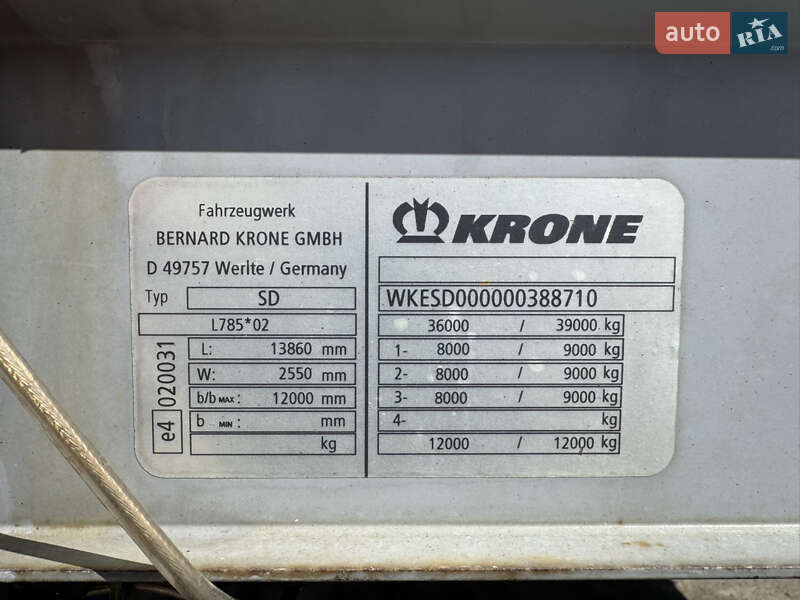 auto RIA .com
Fahrzeugwerk
BERNARD KRONE GMBH
D 49757 Werlte / Germany
Typ SD
L785*02
e4 020031
L: 13860 mm
W: 2550 mm
b/b MAX: 12000 mm
b MIN: mm
kg
KRONE
WKESD000000388710
36000 / 39000 kg
1- 8000 / 9000 kg
2- 8000 / 9000 kg
3- 8000 / 9000 kg
4- kg
12000 / 12000 kg